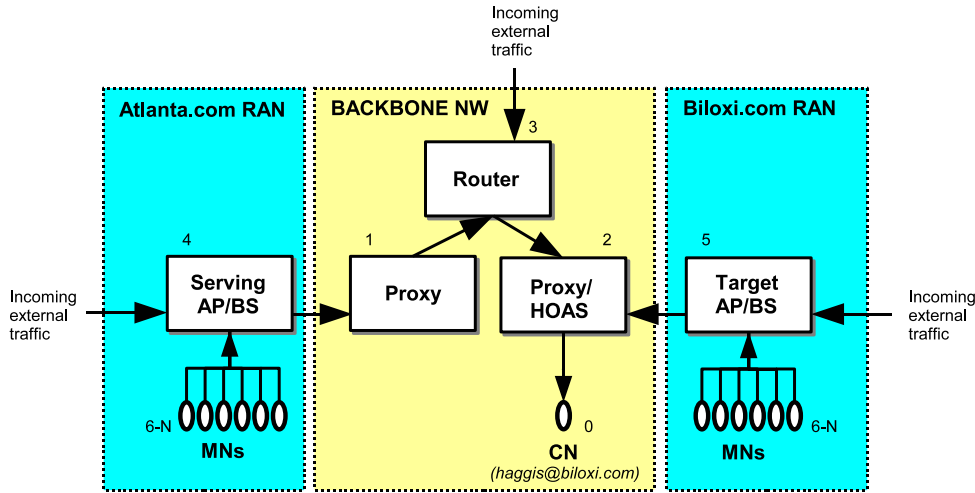 Incoming
external
traffic
Atlanta.com RAN
BACKBONE NW
Biloxi.com RAN
3
Router
4
1
2
5
Serving
AP/BS
Proxy
Proxy/
HOAS
Target
AP/BS
Incoming
external
traffic
Incoming
external
traffic
6-N
MNs
0
CN
(haggis@biloxi.com)
6-N
MNs